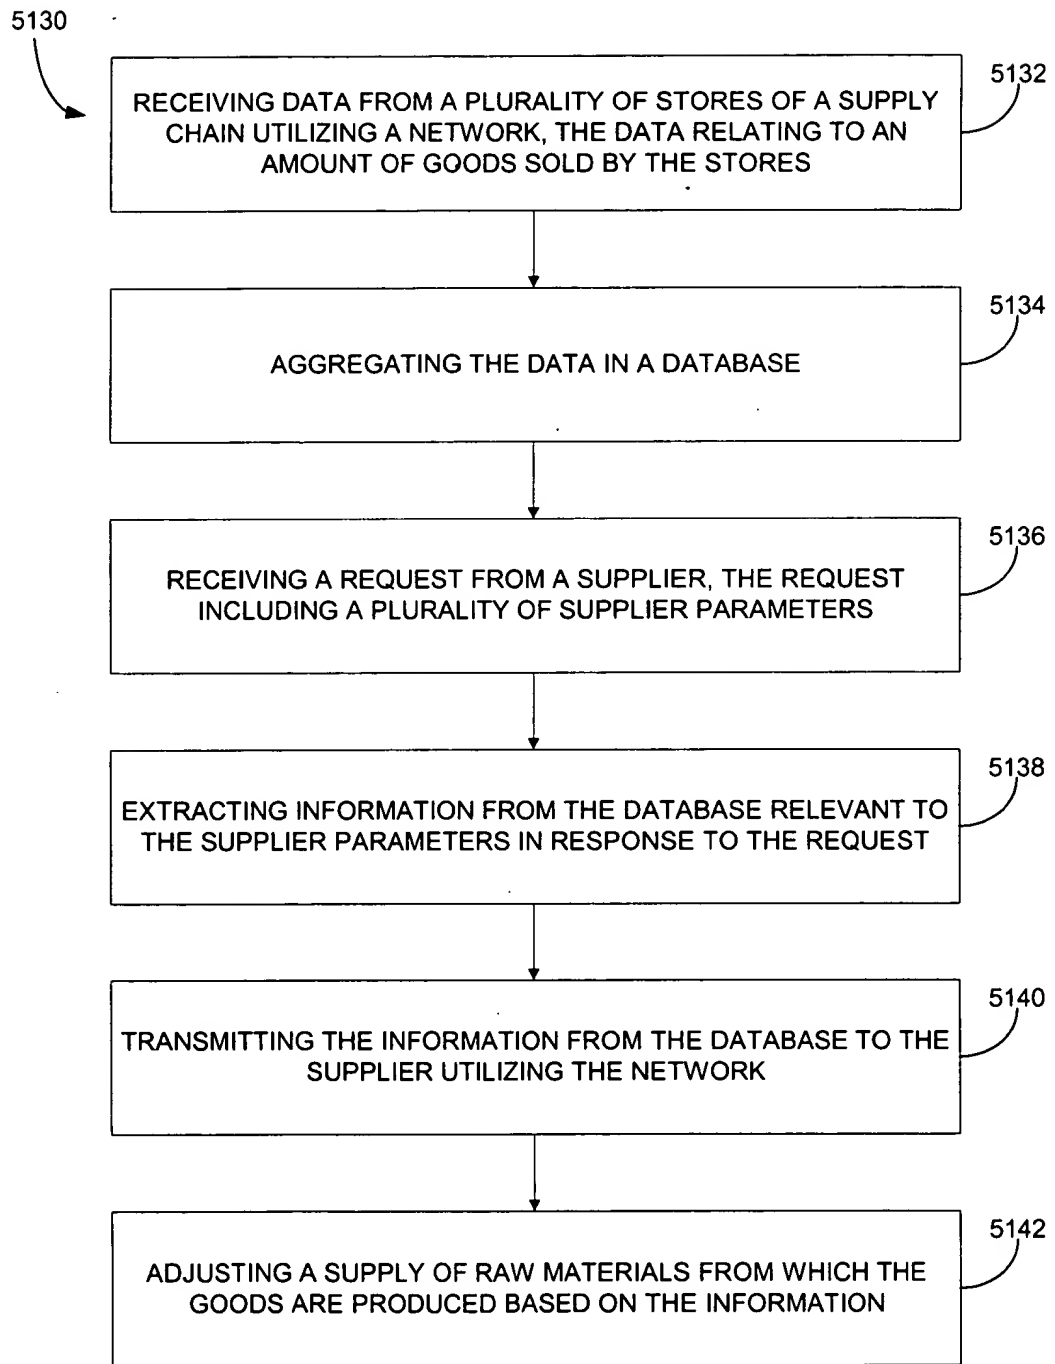 5130
5132
RECEIVING DATA FROM A PLURALITY OF STORES OF A SUPPLY
CHAIN UTILIZING A NETWORK, THE DATA RELATING TO AN
AMOUNT OF GOODS SOLD BY THE STORES
5134
AGGREGATING THE DATA IN A DATABASE
5136
RECEIVING A REQUEST FROM A SUPPLIER, THE REQUEST
INCLUDING A PLURALITY OF SUPPLIER PARAMETERS
5138
EXTRACTING INFORMATION FROM THE DATABASE RELEVANT TO
THE SUPPLIER PARAMETERS IN RESPONSE TO THE REQUEST
5140
TRANSMITTING THE INFORMATION FROM THE DATABASE TO THE
SUPPLIER UTILIZING THE NETWORK
5142
ADJUSTING A SUPPLY OF RAW MATERIALS FROM WHICH THE
GOODS ARE PRODUCED BASED ON THE INFORMATION